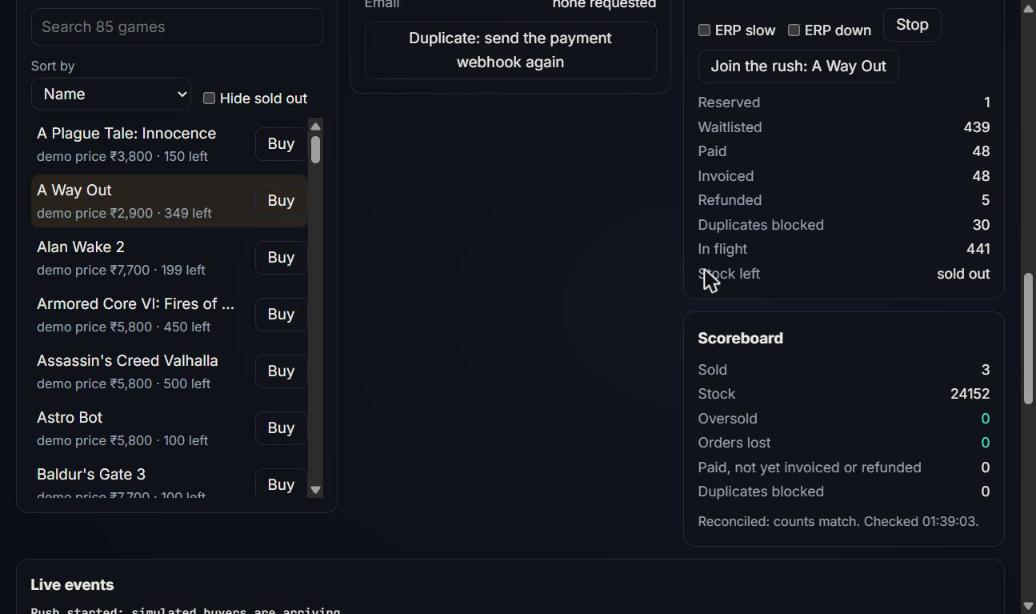 Search 85 games
Sort by
Name
Hide sold out
A Plague Tale: Innocence
demo price ₹3,800 · 150 left
Buy
A Way Out
demo price ₹2,900 · 349 left
Buy
Alan Wake 2
demo price ₹7,700 · 199 left
Buy
Armored Core VI: Fires of ...
demo price ₹5,800 · 450 left
Buy
Assassin's Creed Valhalla
demo price ₹5,800 · 500 left
Buy
Astro Bot
demo price ₹5,800 · 100 left
Buy
Baldur's Gate 3
demo price ₹7,700 · 100 left
Buy
Email none requested
Duplicate: send the payment
webhook again
ERP slow ERP down Stop
Join the rush: A Way Out
Reserved 1
Waitlisted 439
Paid 48
Invoiced 48
Refunded 5
Duplicates blocked 30
In flight 441
Stock left sold out
Scoreboard
Sold 3
Stock 24152
Oversold 0
Orders lost 0
Paid, not yet invoiced or refunded 0
Duplicates blocked 0
Reconciled: counts match. Checked 01:39:03.
Live events
Rush started: simulated buyers are arriving